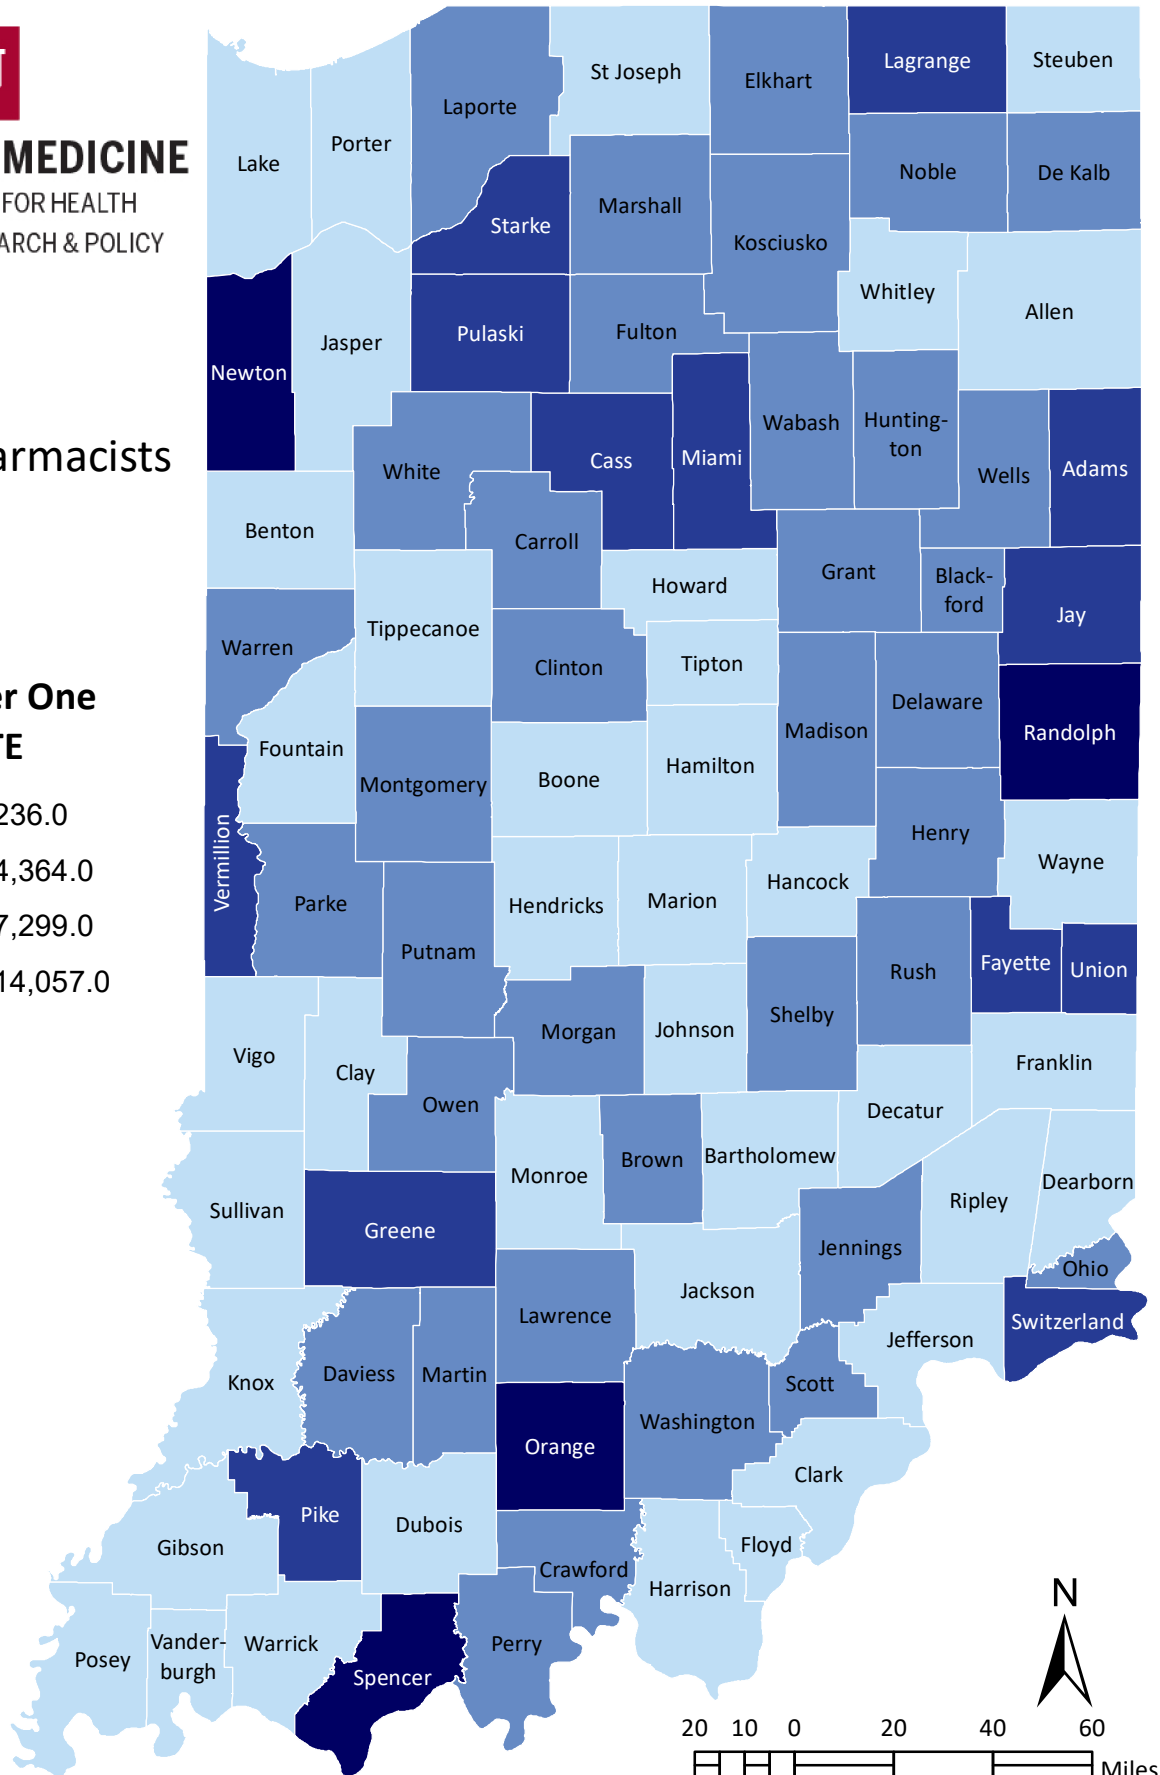 MEDICINE
FOR HEALTH
ARCH & POLICY
armacists
er One
TE
236.0
4,364.0
7,299.0
14,057.0
St Joseph
Elkhart
Lagrange
Steuben
Laporte
Lake
Porter
Noble
De Kalb
Starke
Marshall
Kosciusko
Whitley
Allen
Newton
Jasper
Pulaski
Fulton
White
Cass
Miami
Wabash
Hunting-
ton
Wells
Adams
Benton
Carroll
Howard
Grant
Black-
ford
Jay
Warren
Tippecanoe
Clinton
Tipton
Madison
Delaware
Randolph
Fountain
Montgomery
Boone
Hamilton
Henry
Wayne
Vermillion
Parke
Putnam
Hendricks
Marion
Hancock
Rush
Fayette
Union
Vigo
Clay
Owen
Morgan
Johnson
Shelby
Decatur
Franklin
Sullivan
Greene
Monroe
Brown
Bartholomew
Jennings
Ripley
Dearborn
Ohio
Switzerland
Knox
Daviess
Martin
Lawrence
Jackson
Jefferson
Scott
Washington
Orange
Clark
Pike
Dubois
Gibson
Crawford
Floyd
Harrison
Posey
Vander-
burgh
Warrick
Spencer
Perry
N
20 10 0 20 40 60
Miles